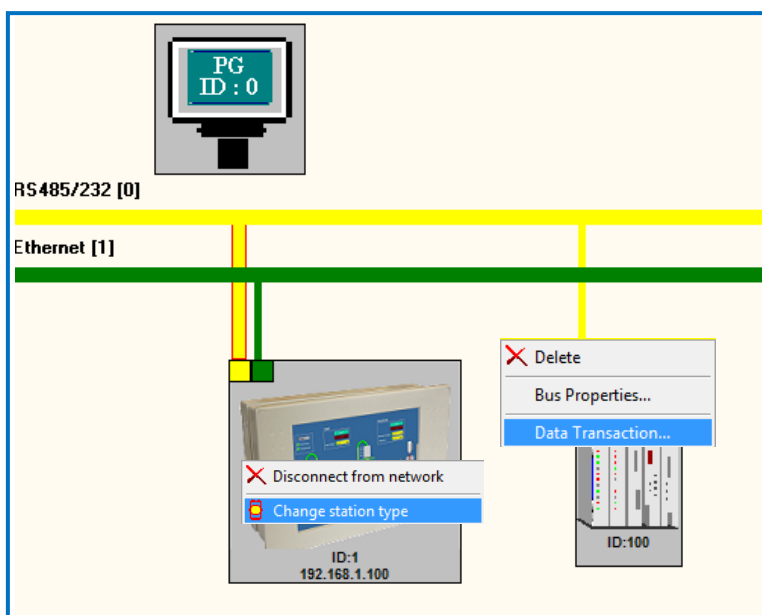 PG
ID : 0
RS485/232 [0]
Ethernet [1]
Delete
Bus Properties...
Data Transaction...
Disconnect from network
Change station type
ID:100
ID:1
192.168.1.100